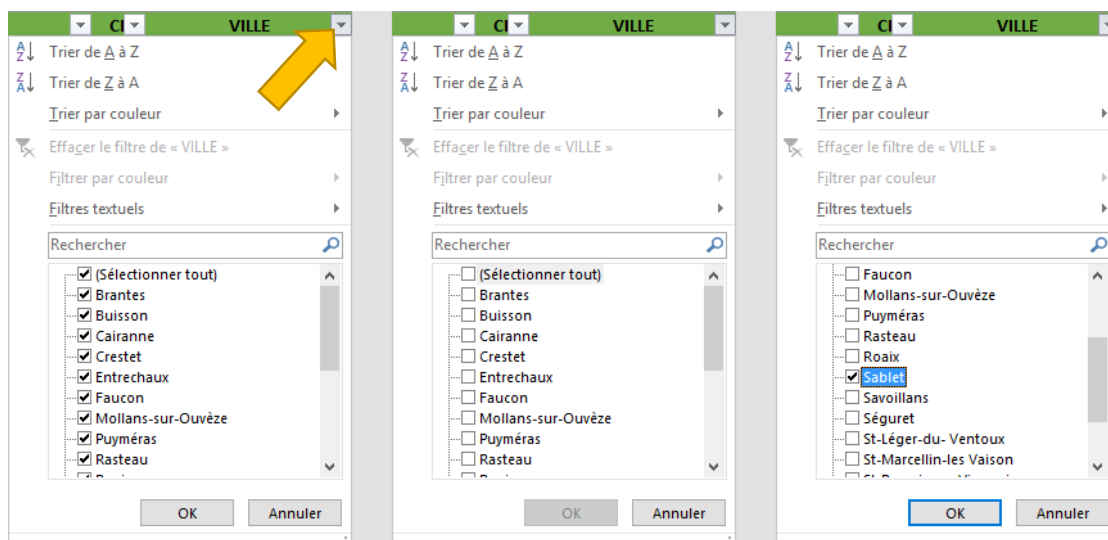 VILLE
Trier de A à Z
Trier de Z à A
Trier par couleur
Effacer le filtre de « VILLE »
Filtrer par couleur
Filtres textuels
Rechercher
(Sélectionner tout)
Brantes
Buisson
Cairanne
Crestet
Entrechaux
Faucon
Mollans-sur-Ouvèze
Puyméras
Rasteau
OK Annuler
VILLE
Trier de A à Z
Trier de Z à A
Trier par couleur
Effacer le filtre de « VILLE »
Filtrer par couleur
Filtres textuels
Rechercher
(Sélectionner tout)
Brantes
Buisson
Cairanne
Crestet
Entrechaux
Faucon
Mollans-sur-Ouvèze
Puyméras
Rasteau
OK Annuler
VILLE
Trier de A à Z
Trier de Z à A
Trier par couleur
Effacer le filtre de « VILLE »
Filtrer par couleur
Filtres textuels
Rechercher
Faucon
Mollans-sur-Ouvèze
Puyméras
Rasteau
Roaix
Sablet
Savoillans
Séguret
St-Léger-du- Ventoux
St-Marcellin-les Vaison
OK Annuler